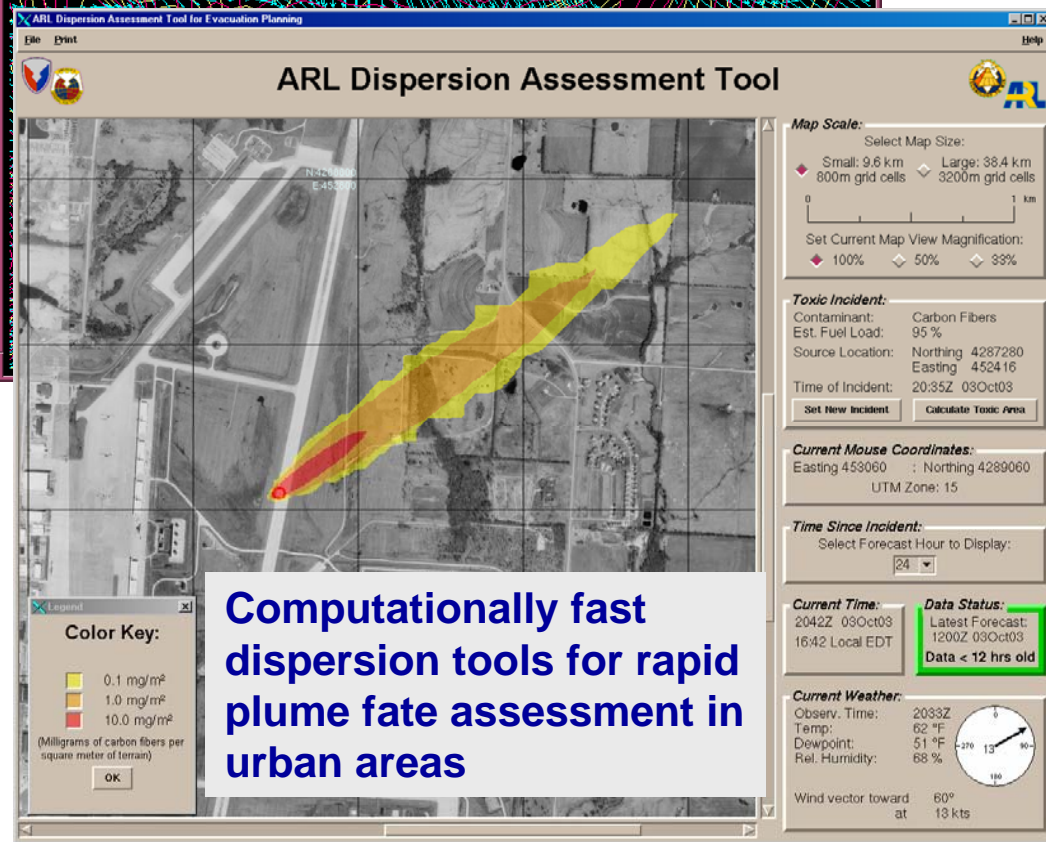 ARL Dispersion Assessment Tool for Evacuation Planning
File Print Help
ARL Dispersion Assessment Tool
ARL
N:4288800
E:453600
Map Scale:
Select Map Size:
Small: 9.6 km
800m grid cells
Large: 38.4 km
3200m grid cells
0 1 km
Set Current Map View Magnification:
100% 50% 33%
Toxic Incident:
Contaminant: Carbon Fibers
Est. Fuel Load: 95 %
Source Location: Northing 4287280
Easting 452416
Time of Incident: 20:35Z 03Oct03
Set New Incident Calculate Toxic Area
Current Mouse Coordinates:
Easting 453060 : Northing 4289060
UTM Zone: 15
Time Since Incident:
Select Forecast Hour to Display:
24
Current Time:
2042Z 03Oct03
16:42 Local EDT
Data Status:
Latest Forecast:
1200Z 03Oct03
Data < 12 hrs old
Current Weather:
Observ. Time: 2033Z
Temp: 62 °F
Dewpoint: 51 °F
Rel. Humidity: 68 %
0
-270 13 90-
180
Wind vector toward 60°
at 13 kts
Legend
Color Key:
0.1 mg/m²
1.0 mg/m²
10.0 mg/m²
(Milligrams of carbon fibers per
square meter of terrain)
OK
Computationally fast
dispersion tools for rapid
plume fate assessment in
urban areas